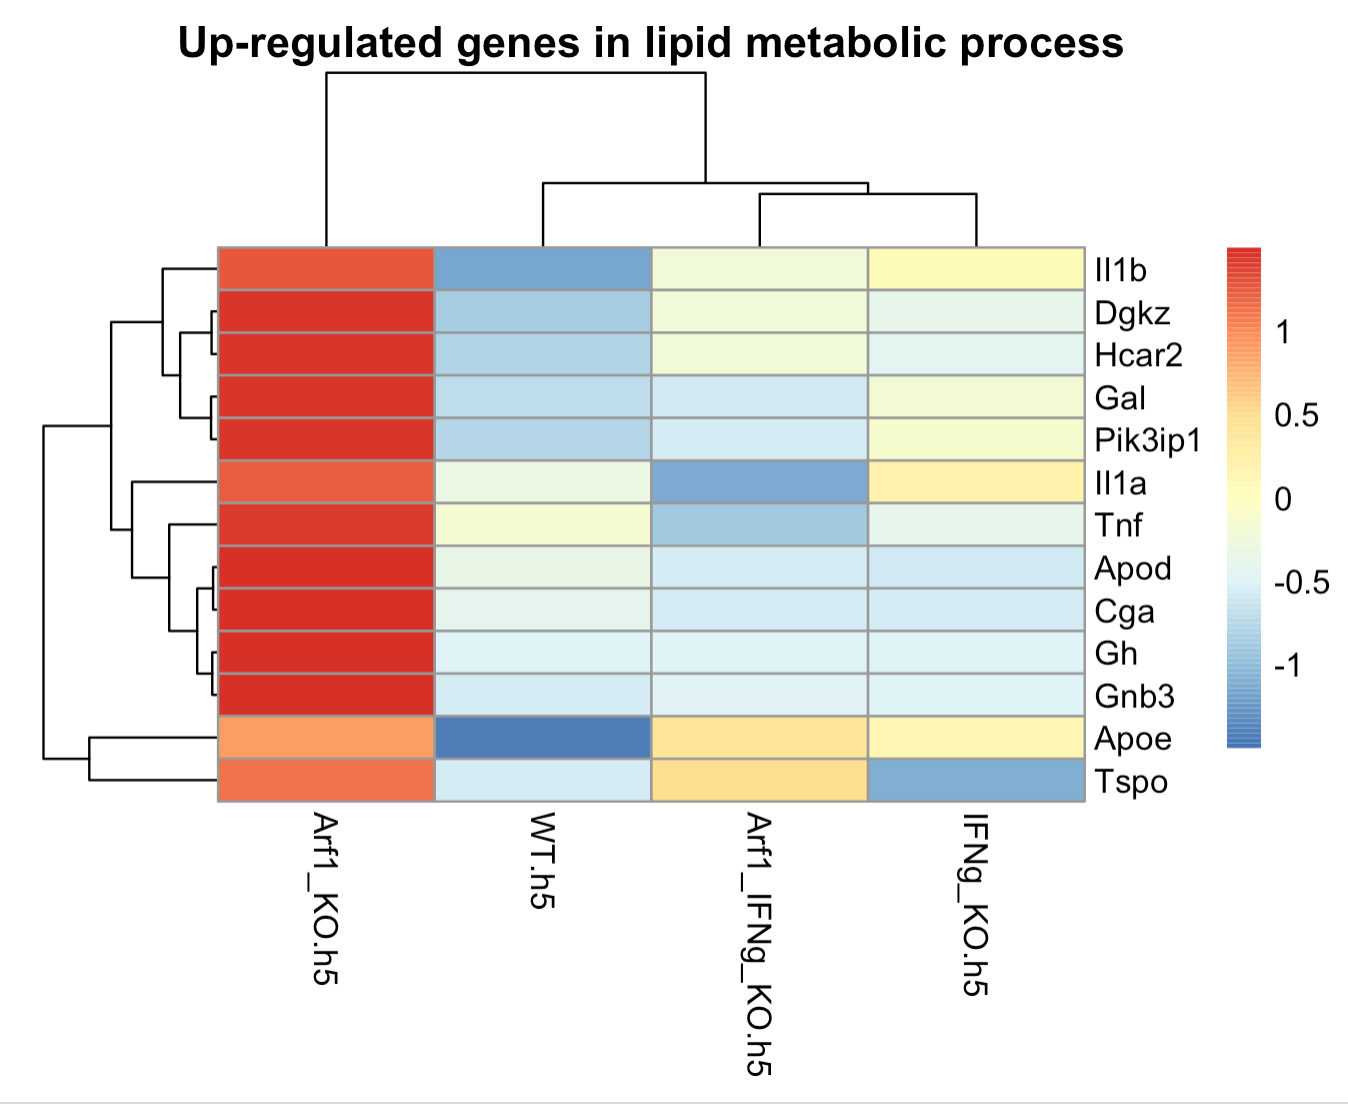 Up-regulated genes in lipid metabolic process
Il1b
Dgkz
Hcar2
Gal
Pik3ip1
Il1a
Tnf
Apod
Cga
Gh
Gnb3
Apoe
Tspo
1
0.5
0
-0.5
-1
Arf1_KO.h5
WT.h5
Arf1_IFNg_KO.h5
IFNg_KO.h5